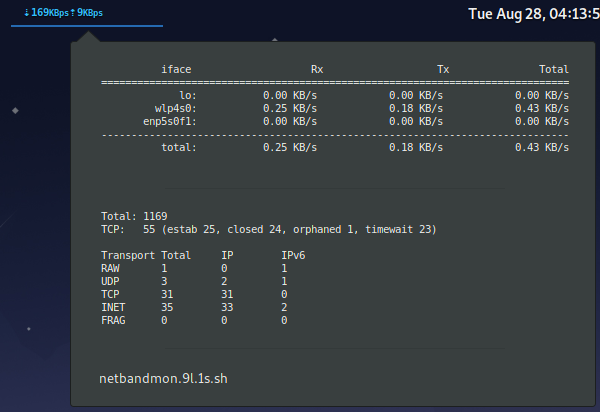 ↓169KBps↑9KBps
Tue Aug 28, 04:13:5
iface Rx Tx Total
==============================================================================
lo: 0.00 KB/s 0.00 KB/s 0.00 KB/s
wlp4s0: 0.25 KB/s 0.18 KB/s 0.43 KB/s
enp5s0f1: 0.00 KB/s 0.00 KB/s 0.00 KB/s
------------------------------------------------------------------------------
total: 0.25 KB/s 0.18 KB/s 0.43 KB/s
Total: 1169
TCP: 55 (estab 25, closed 24, orphaned 1, timewait 23)
Transport Total IP IPv6
RAW 1 0 1
UDP 3 2 1
TCP 31 31 0
INET 35 33 2
FRAG 0 0 0
netbandmon.9l.1s.sh